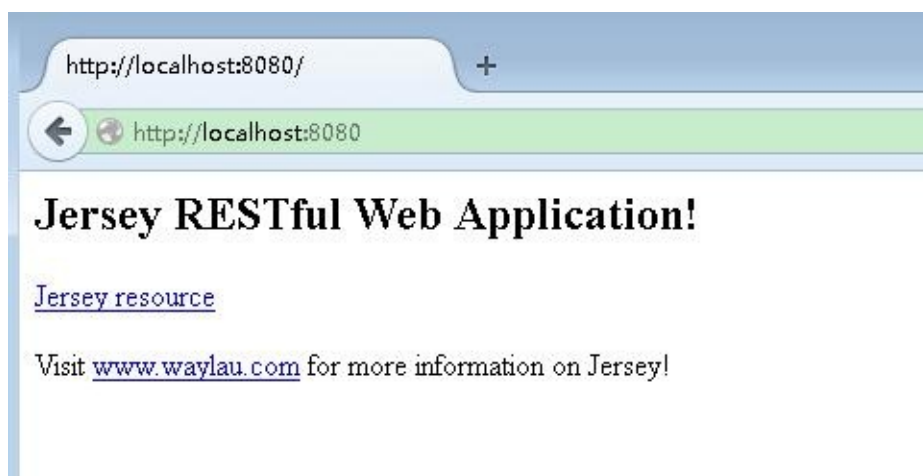 http://localhost:8080/
+
http://localhost:8080
Jersey RESTful Web Application!
Jersey resource
Visit www.waylau.com for more information on Jersey!